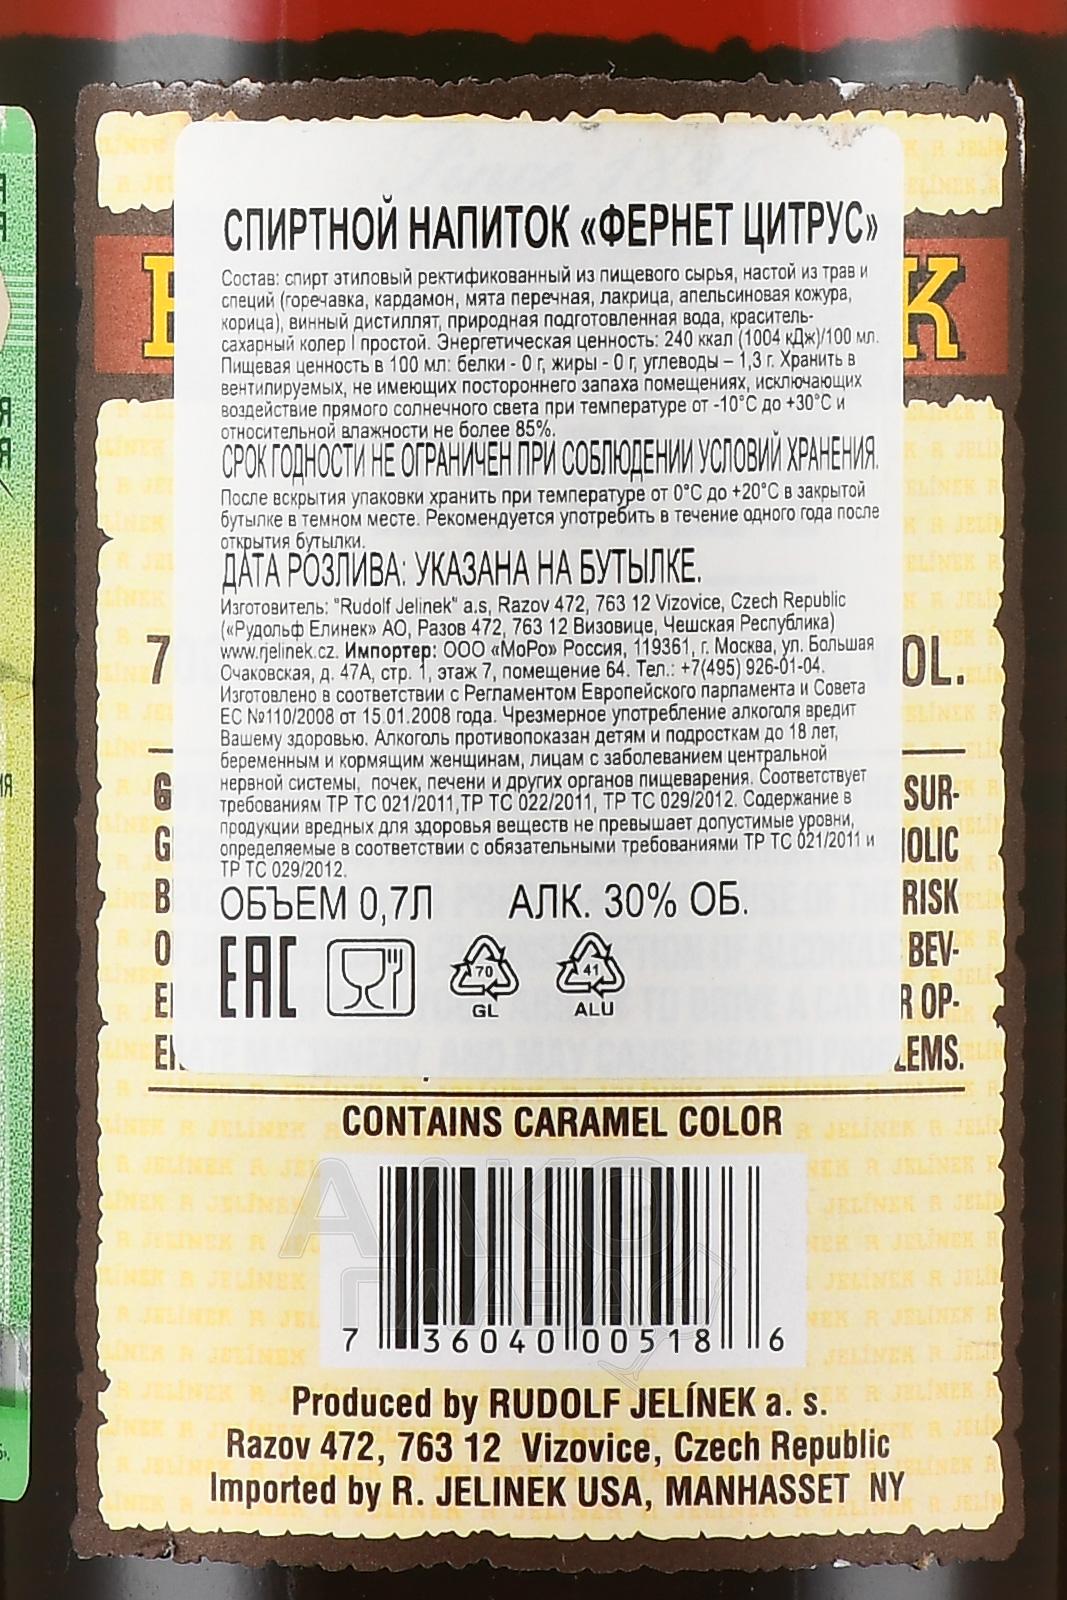 СПИРТНОЙ НАПИТОК «ФЕРНЕТ ЦИТРУС»
Состав: спирт этиловый ректификованный из пищевого сырья, настой из трав и
специй (горечавка, кардамон, мята перечная, лакрица, апельсиновая кожура,
корица), винный дистиллят, природная подготовленная вода, краситель-
сахарный колер I простой. Энергетическая ценность: 240 ккал (1004 кДж)/100 мл.
Пищевая ценность в 100 мл: белки - 0 г, жиры - 0 г, углеводы – 1,3 г. Хранить в
вентилируемых, не имеющих постороннего запаха помещениях, исключающих
воздействие прямого солнечного света при температуре от -10°С до +30°С и
относительной влажности не более 85%.
СРОК ГОДНОСТИ НЕ ОГРАНИЧЕН ПРИ СОБЛЮДЕНИИ УСЛОВИЙ ХРАНЕНИЯ.
После вскрытия упаковки хранить при температуре от 0°С до +20°С в закрытой
бутылке в темном месте. Рекомендуется употребить в течение одного года после
открытия бутылки.
ДАТА РОЗЛИВА: УКАЗАНА НА БУТЫЛКЕ.
Изготовитель: "Rudolf Jelinek" a.s, Razov 472, 763 12 Vizovice, Czech Republic
(«Рудольф Елинек» АО, Разов 472, 763 12 Визовице, Чешская Республика)
www.rjelinek.cz. Импортер: ООО «МоРо» Россия, 119361, г. Москва, ул. Большая
Очаковская, д. 47А, стр. 1, этаж 7, помещение 64. Тел.: +7(495) 926-01-04.
Изготовлено в соответствии с Регламентом Европейского парламента и Совета
ЕС №110/2008 от 15.01.2008 года. Чрезмерное употребление алкоголя вредит
Вашему здоровью. Алкоголь противопоказан детям и подросткам до 18 лет,
беременным и кормящим женщинам, лицам с заболеванием центральной
нервной системы, почек, печени и других органов пищеварения. Соответствует
требованиям ТР ТС 021/2011,ТР ТС 022/2011, ТР ТС 029/2012. Содержание в
продукции вредных для здоровья веществ не превышает допустимые уровни,
определяемые в соответствии с обязательными требованиями ТР ТС 021/2011 и
ТР ТС 029/2012.
ОБЪЕМ 0,7Л АЛК. 30% ОБ.
EAC
70 41
GL ALU
7 OL.
G SUR-
G OLIC
B RISK
O BEV-
R OP-
LEMS.
CONTAINS CARAMEL COLOR
7 36040 00518 6
АЛКО
ГЛАВА
Produced by RUDOLF JELÍNEK a. s.
Razov 472, 763 12 Vizovice, Czech Republic
Imported by R. JELINEK USA, MANHASSET NY